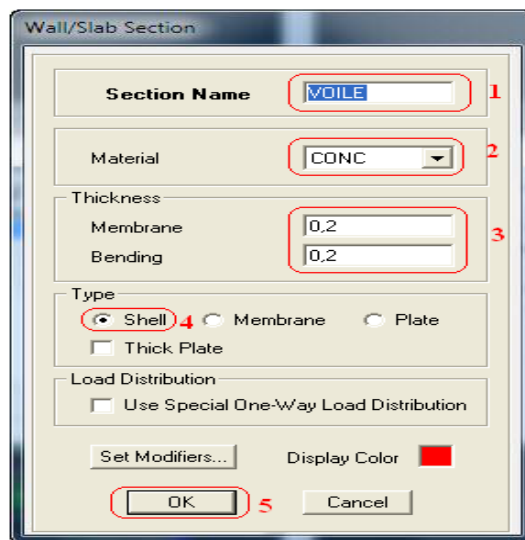 Wall/Slab Section
Section Name VOILE 1
Material CONC 2
Thickness
Membrane 0,2
Bending 0,2
3
Type
Shell 4 Membrane Plate
Thick Plate
Load Distribution
Use Special One-Way Load Distribution
Set Modifiers... Display Color
OK 5 Cancel